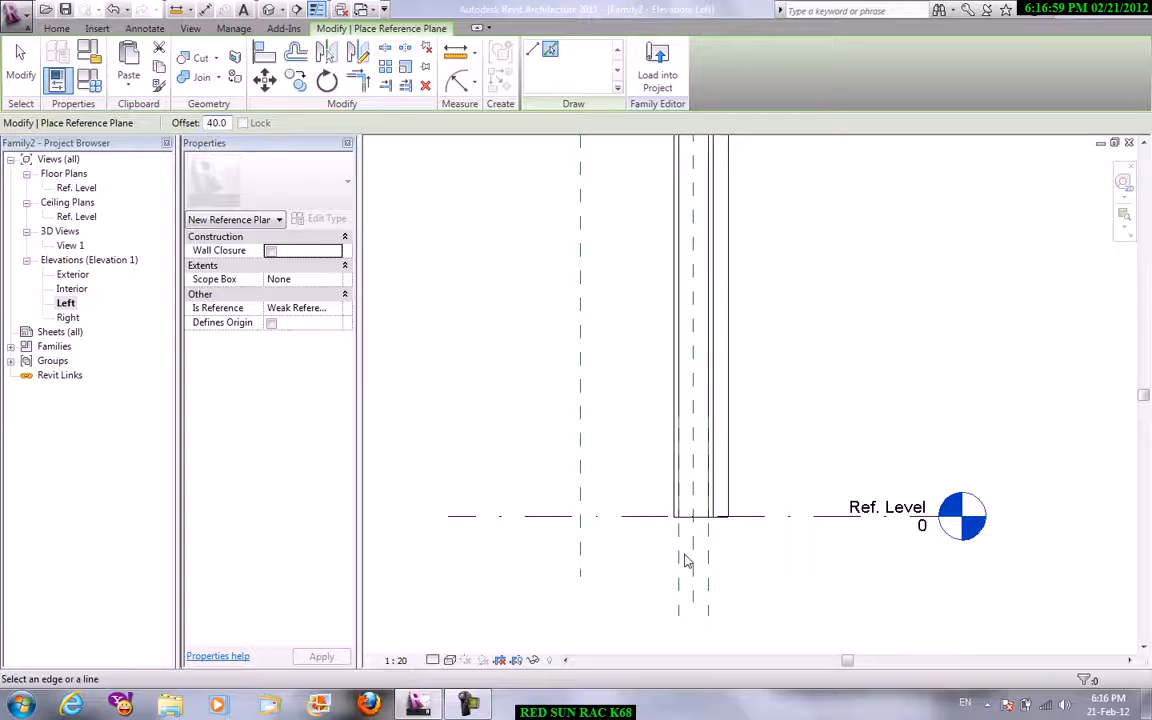 Autodesk Revit Architecture 2011 - [Family2 - Elevation: Left]
Type a keyword or phrase
6:16:59 PM 02/21/2012
Home Insert Annotate View Manage Add-Ins Modify | Place Reference Plane
Modify
Paste
Cut
Join
Load into
Project
Select Properties Clipboard Geometry Modify Measure Create Draw Family Editor
Modify | Place Reference Plane Offset: 40.0 Lock
Family2 - Project Browser
Views (all)
Floor Plans
Ref. Level
Ceiling Plans
Ref. Level
3D Views
View 1
Elevations (Elevation 1)
Exterior
Interior
Left
Right
Sheets (all)
Families
Groups
Revit Links
Properties
New Reference Plar Edit Type
Construction
Wall Closure
Extents
Scope Box None
Other
Is Reference Weak Refere...
Defines Origin
Properties help Apply
Ref. Level
0
1 : 20
Select an edge or a line
:0
EN
6:16 PM
21-Feb-12
RED SUN RAC K68